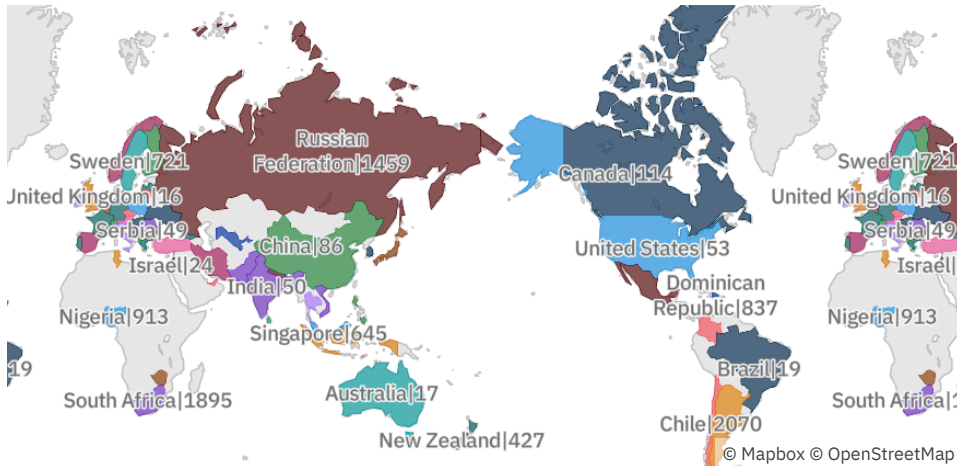 Russian
Federation|1459
Sweden|721
Sweden|721
Canada|114
United Kingdom|16
United Kingdom|16
Serbia|49
Serbia|49
China|86
United States|53
Israel|24
Israel|
India|50
Dominican
Republic|837
Nigeria|913
Nigeria|913
Singapore|645
19
Brazil|19
Australia|17
South Africa|1895
South Africa|1
Chile|2070
New Zealand|427
© Mapbox © OpenStreetMap